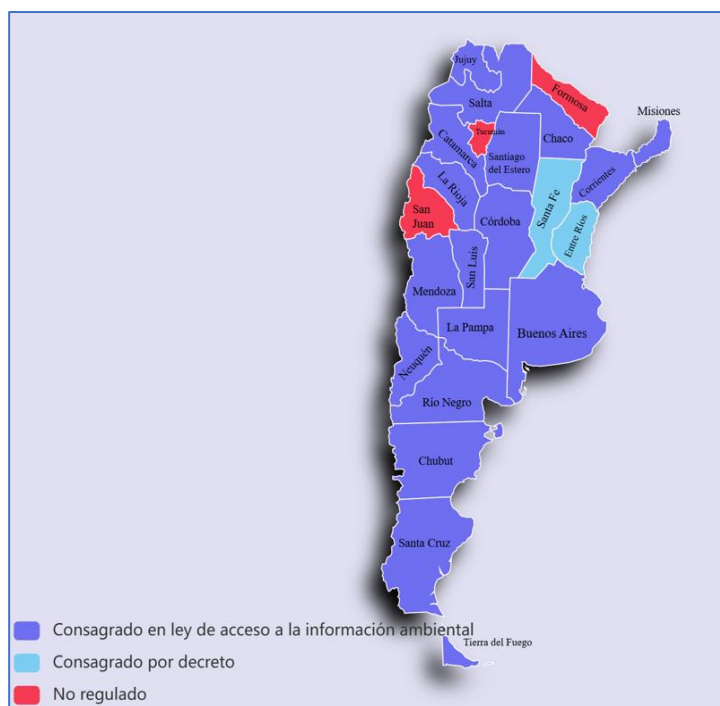 Jujuy
Salta
Formosa
Misiones
Tucumán
Chaco
Catamarca
Santiago
del Estero
Corrientes
La Rioja
Santa Fe
San
Juan
Córdoba
Entre Rios
San Luis
Mendoza
La Pampa
Buenos Aires
Neuquén
Río Negro
Chubut
Santa Cruz
Consagrado en ley de acceso a la información ambiental
Tierra del Fuego
Consagrado por decreto
No regulado